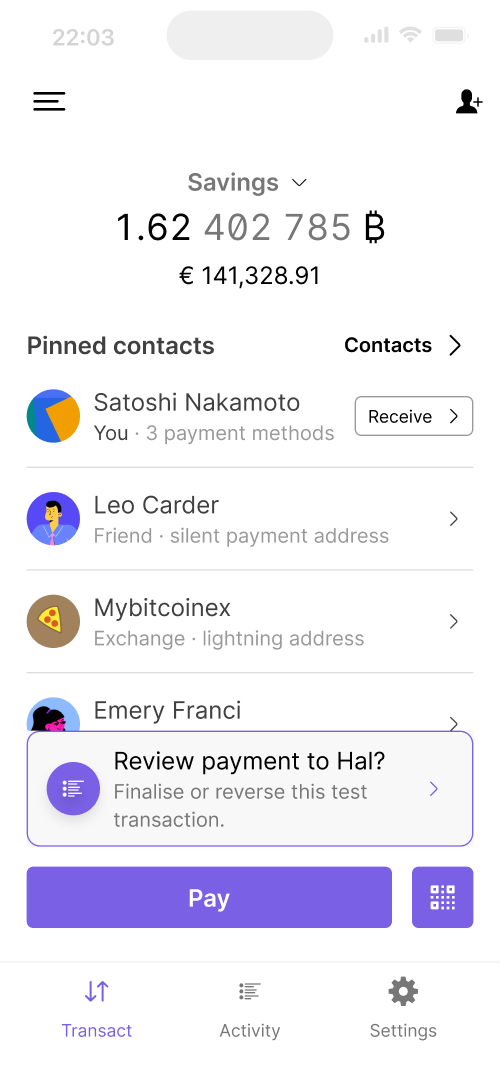 22:03
Savings
1.62 402 785 ₿
€ 141,328.91
Pinned contacts
Contacts
Satoshi Nakamoto
You · 3 payment methods
Receive
Leo Carder
Friend · silent payment address
Mybitcoinex
Exchange · lightning address
Emery Franci
Review payment to Hal?
Finalise or reverse this test
transaction.
Pay
Transact
Activity
Settings